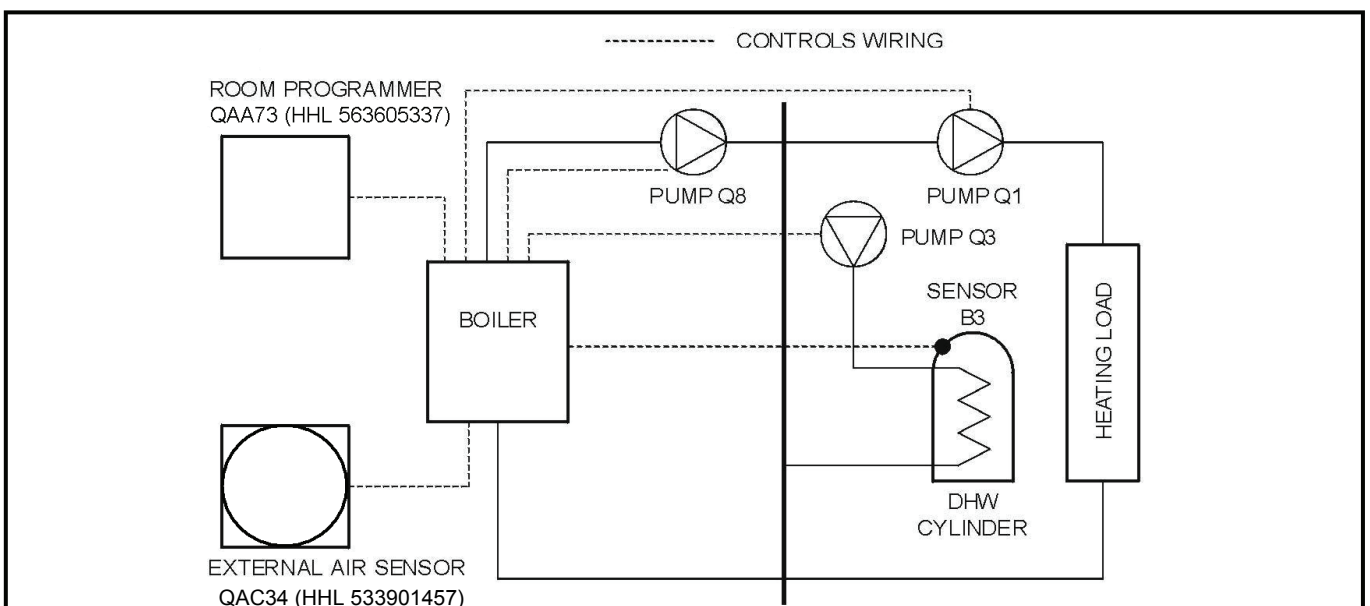 CONTROLS WIRING
ROOM PROGRAMMER
QAA73 (HHL 563605337)
PUMP Q8
PUMP Q1
PUMP Q3
SENSOR
B3
BOILER
HEATING LOAD
DHW
CYLINDER
EXTERNAL AIR SENSOR
QAC34 (HHL 533901457)